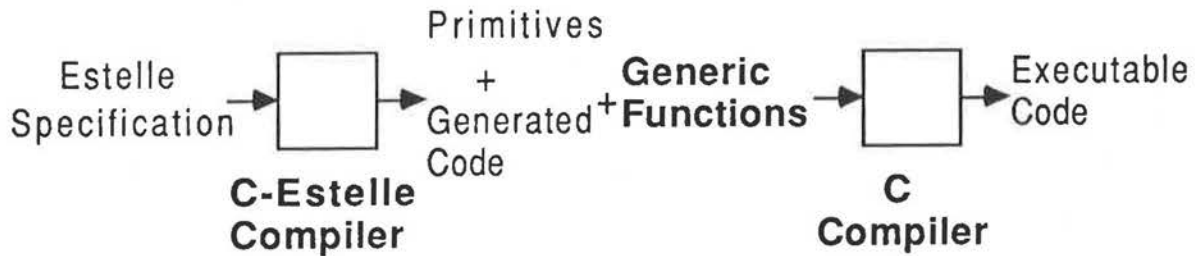 Estelle
Specification
C-Estelle
Compiler
Primitives
+
Generated
Code
+
Generic
Functions
C
Compiler
Executable
Code